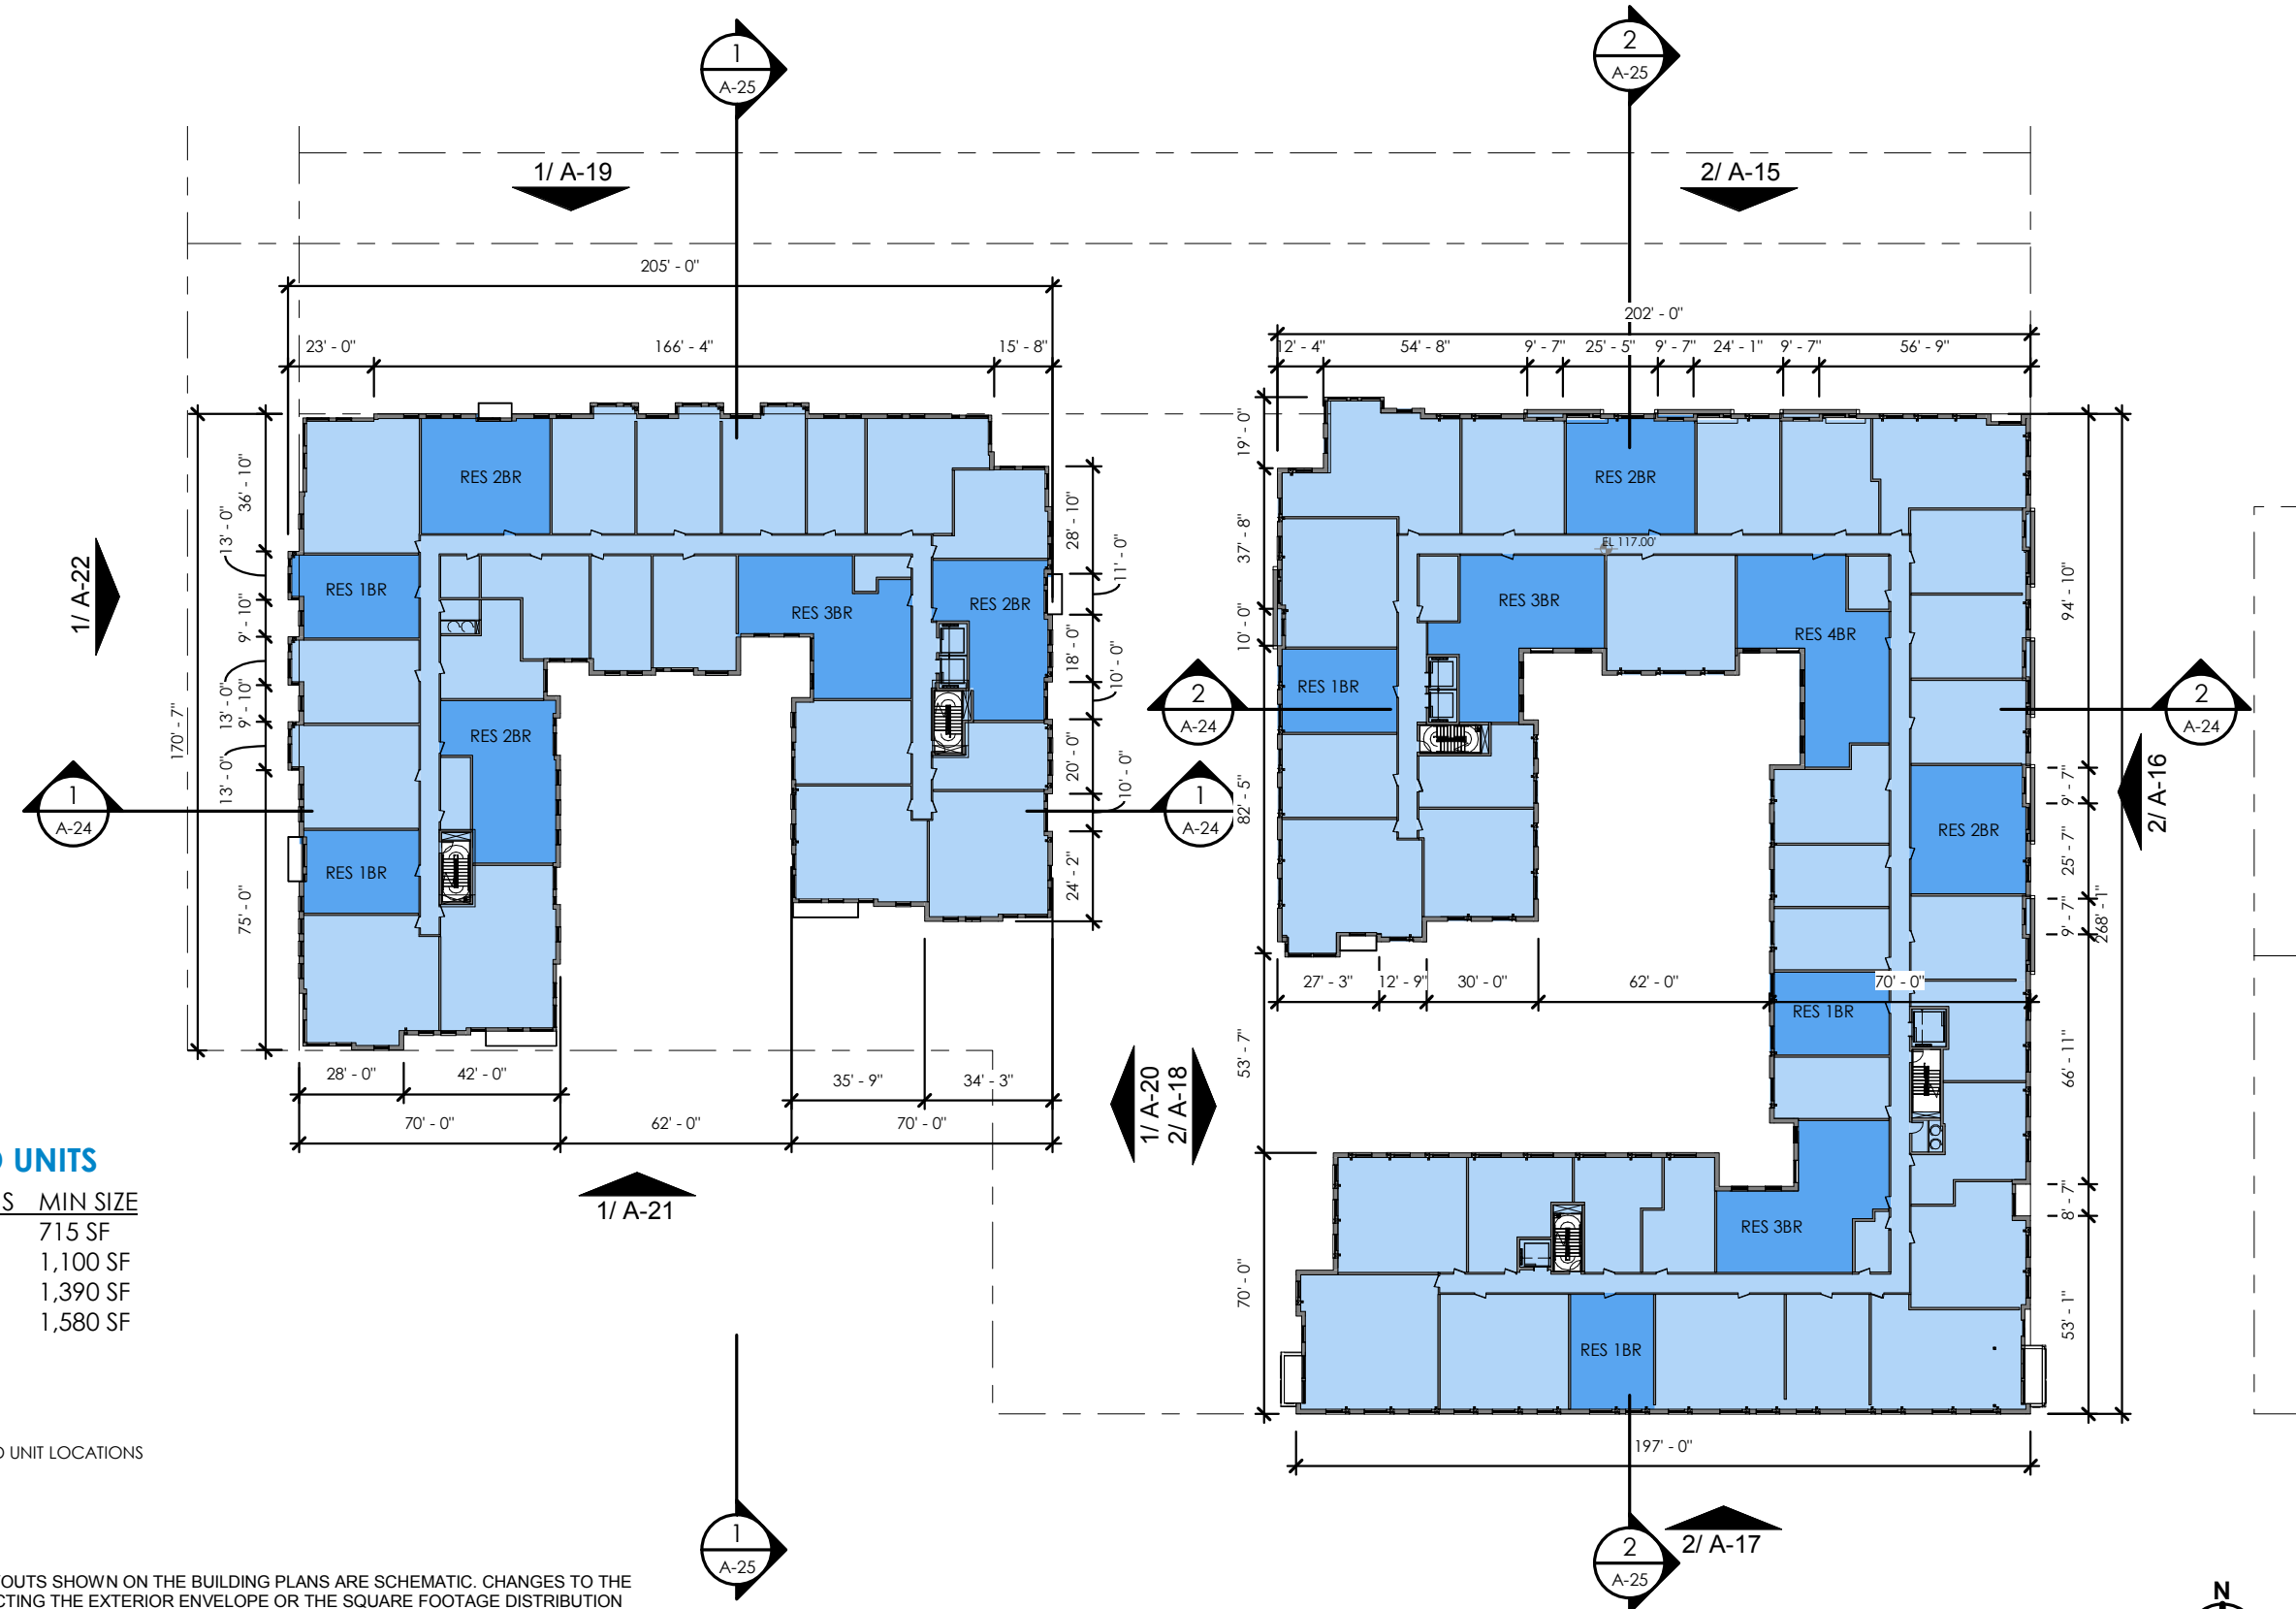 1
A-25
2
A-25
1/ A-19
2/ A-15
205' - 0"
202' - 0"
23' - 0"
166' - 4"
15' - 8"
12' - 4"
54' - 8"
9' - 7"
25' - 5"
9' - 7"
24' - 1"
9' - 7"
56' - 9"
170' - 7"
36' - 10"
13' - 0"
9' - 10"
13' - 0"
9' - 10"
13' - 0"
75' - 0"
1/ A-22
1
A-24
RES 2BR
RES 1BR
RES 3BR
RES 2BR
RES 2BR
RES 1BR
28' - 10"
11' - 0"
18' - 0"
10' - 0"
20' - 0"
10' - 0"
24' - 2"
1
A-24
2
A-24
19' - 0"
37' - 8"
10' - 0"
82' - 5"
53' - 7"
70' - 0"
RES 2BR
EL 117.00'
RES 3BR
RES 4BR
RES 1BR
RES 2BR
RES 1BR
RES 3BR
RES 1BR
94' - 10"
9' - 7"
25' - 7"
9' - 7"
268' - 1"
66' - 11"
8' - 7"
53' - 1"
2
A-24
2/ A-16
27' - 3"
12' - 9"
30' - 0"
62' - 0"
70' - 0"
28' - 0"
42' - 0"
35' - 9"
34' - 3"
70' - 0"
62' - 0"
70' - 0"
1/ A-20
2/ A-18
1/ A-21
UNITS
S MIN SIZE
715 SF
1,100 SF
1,390 SF
1,580 SF
UNIT LOCATIONS
197' - 0"
1
A-25
2
A-25
2/ A-17
OUTS SHOWN ON THE BUILDING PLANS ARE SCHEMATIC. CHANGES TO THE
CTING THE EXTERIOR ENVELOPE OR THE SQUARE FOOTAGE DISTRIBUTION
N